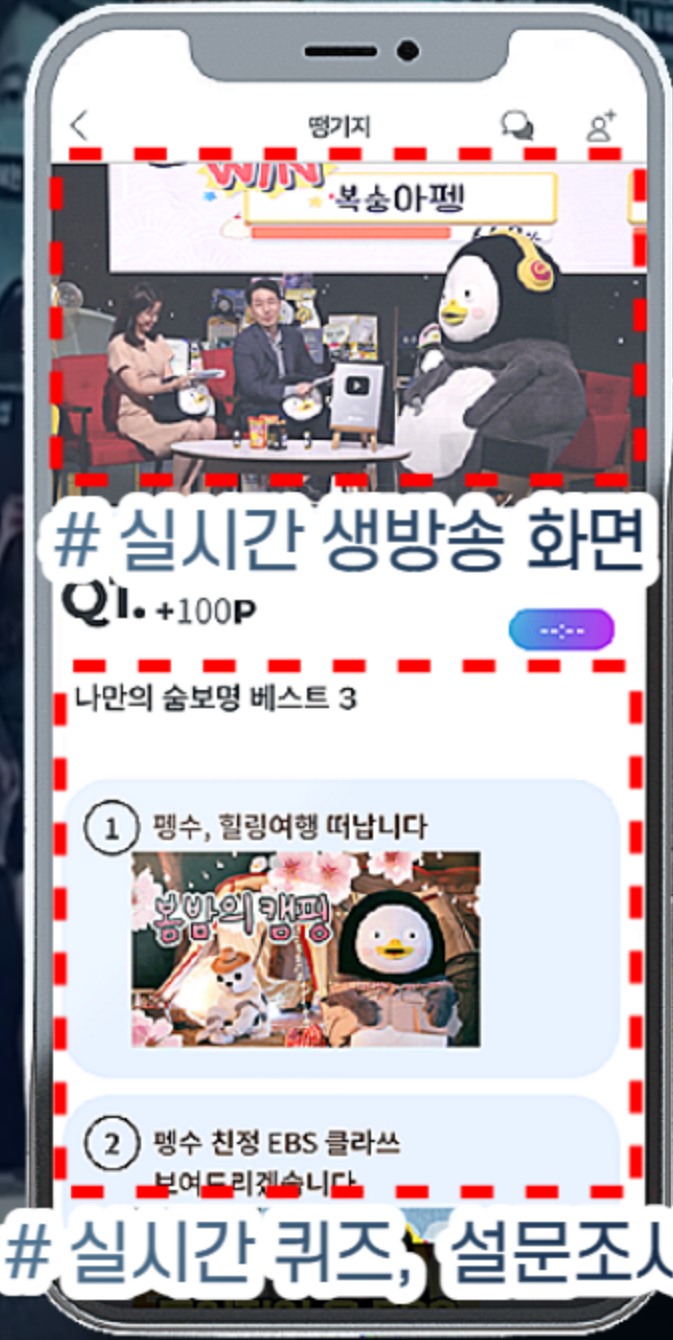 땡기지
WIN
복숭아펭
# 실시간 생방송 화면
Q1. +100P
--:--
나만의 숨보명 베스트 3
1 펭수, 힐링여행 떠납니다
봄밤의 캠핑
2 펭수 친정 EBS 클라쓰
보여드리겠습니다
# 실시간 퀴즈, 설문조사